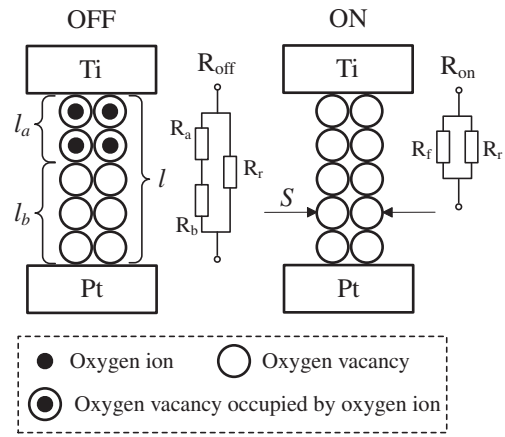 OFF
ON
Ti
Ti
R_off
R_on
l_a
R_a
R_r
l
R_f
R_r
l_b
R_b
S
Pt
Pt
Oxygen ion
Oxygen vacancy
Oxygen vacancy occupied by oxygen ion